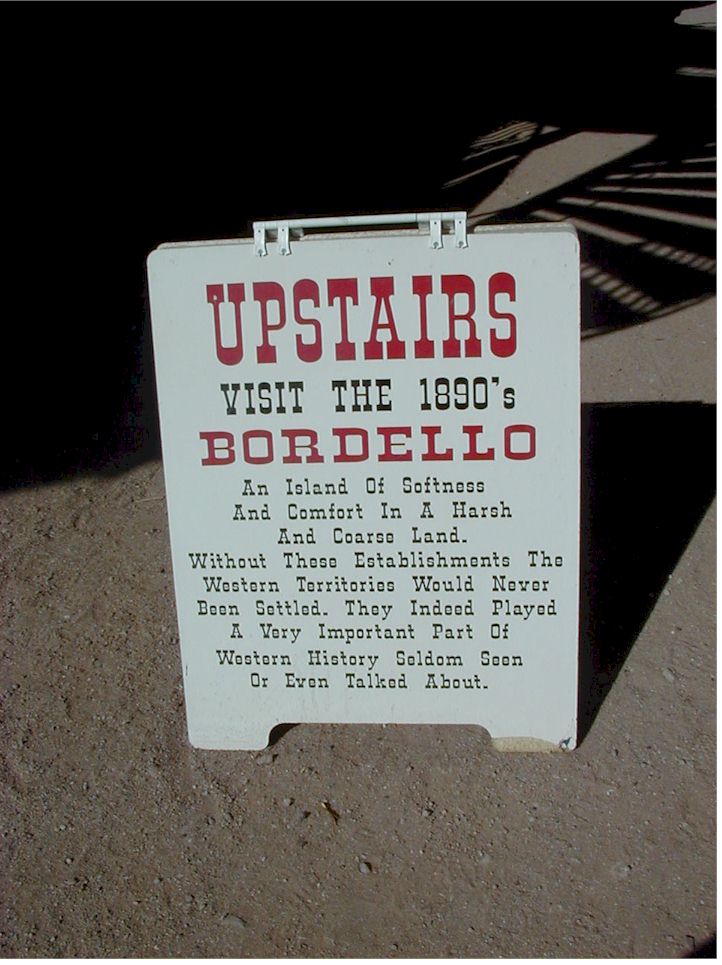 UPSTAIRS
VISIT THE 1890's
BORDELLO
An Island Of Softness
And Comfort In A Harsh
And Coarse Land.
Without These Establishments The
Western Territories Would Never
Been Settled. They Indeed Played
A Very Important Part Of
Western History Seldom Seen
Or Even Talked About.